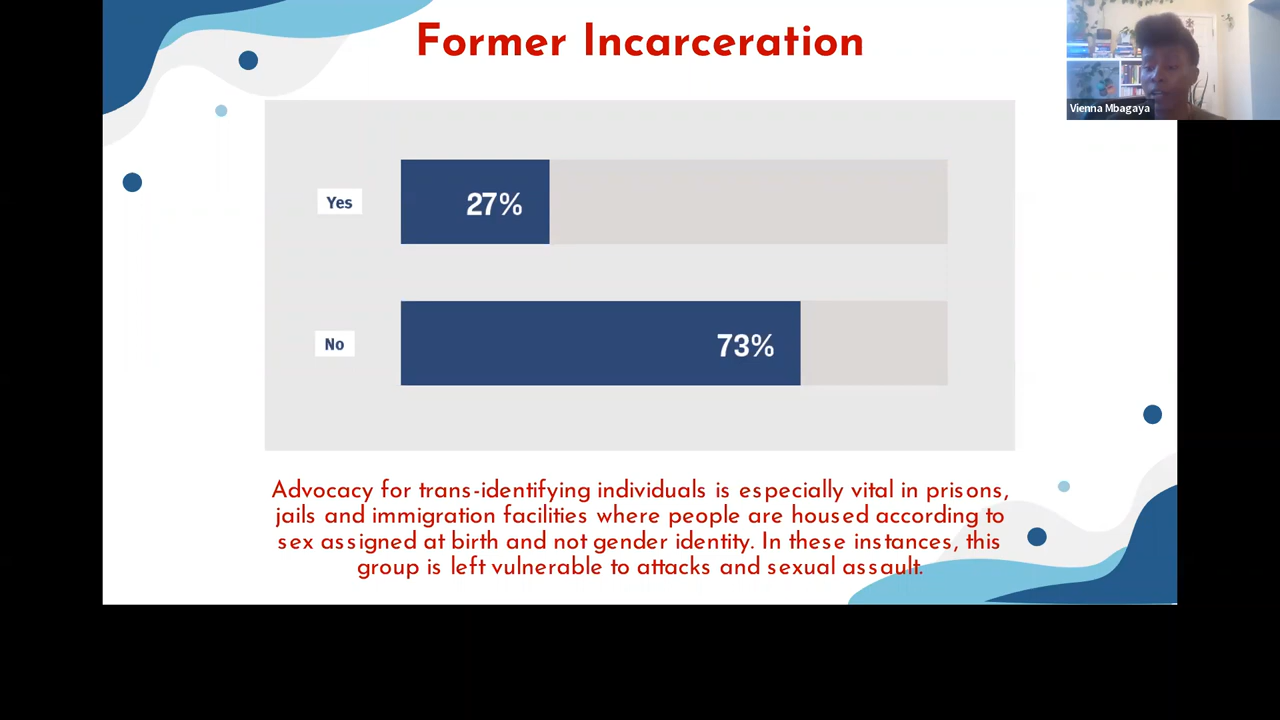 Former Incarceration
Vienna Mbagaya
Yes
27%
No
73%
Advocacy for trans-identifying individuals is especially vital in prisons,
jails and immigration facilities where people are housed according to
sex assigned at birth and not gender identity. In these instances, this
group is left vulnerable to attacks and sexual assault.